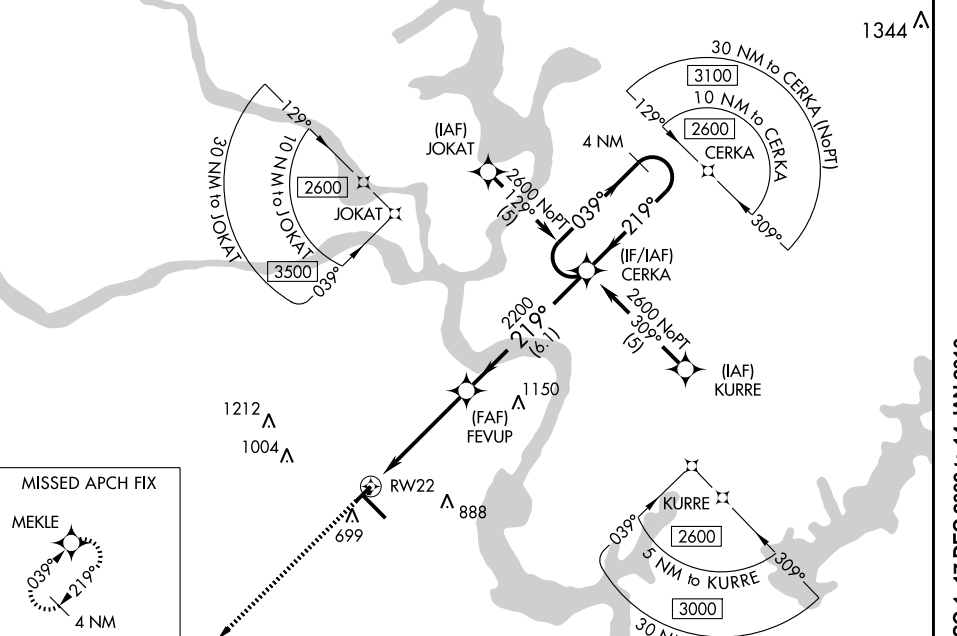 1344
30 NM to CERKA (NoPT)
3100
10 NM to CERKA
2600
129°
CERKA
309°
129°
30 NM to JOKAT
10 NM to JOKAT
2600
JOKAT
3500
039°
(IAF)
JOKAT
2600 NoPT
129°
(5)
4 NM
039°
219°
(IF/IAF)
CERKA
2600 NoPT
309°
(5)
(IAF)
KURRE
2200
219°
(6.1)
1150
(FAF)
FEVUP
1212
1004
RW22
888
699
MISSED APCH FIX
MEKLE
039°
219°
4 NM
KURRE
039°
2600
309°
5 NM to KURRE
3000
30 NM